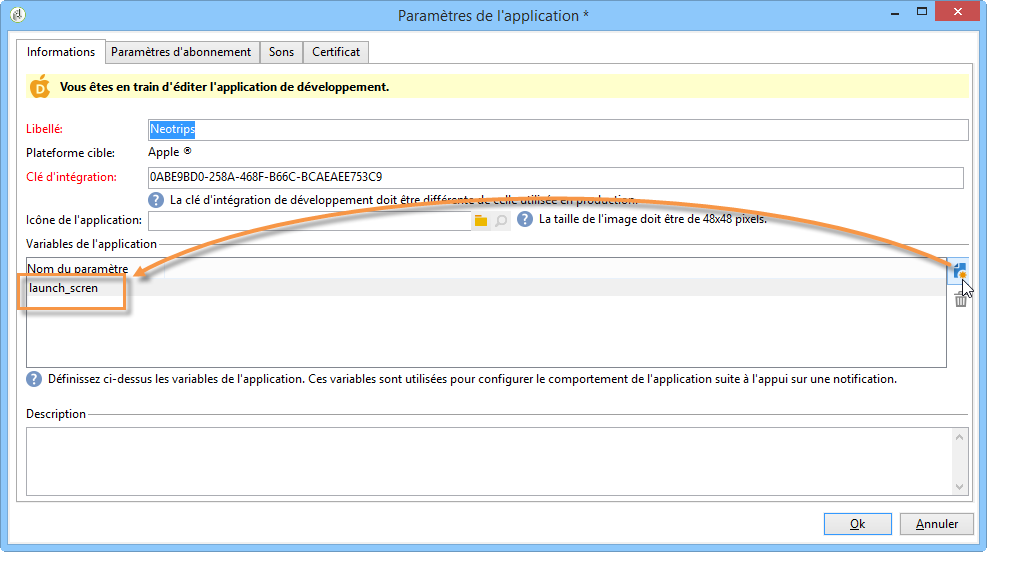 Paramètres de l'application *
Informations Paramètres d'abonnement Sons Certificat
D Vous êtes en train d'éditer l'application de développement.
Libellé: Neotrips
Plateforme cible: Apple ®
Clé d'intégration: 0ABE9BD0-258A-468F-B66C-BCAEAEE753C9
? La clé d'intégration de développement doit être différente de celle utilisée en production.
Icône de l'application: ? La taille de l'image doit être de 48x48 pixels.
Variables de l'application
Nom du paramètre
launch_scren
? Définissez ci-dessus les variables de l'application. Ces variables sont utilisées pour configurer le comportement de l'application suite à l'appui sur une notification.
Description
Ok Annuler